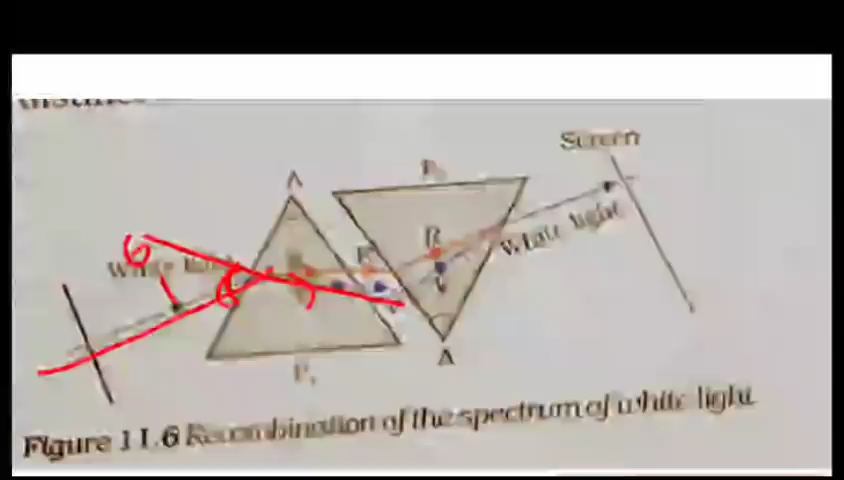 Screen
A
P₂
R
R
White light
White light
V
A
P₁
Figure 11.6 Recombination of the spectrum of white light